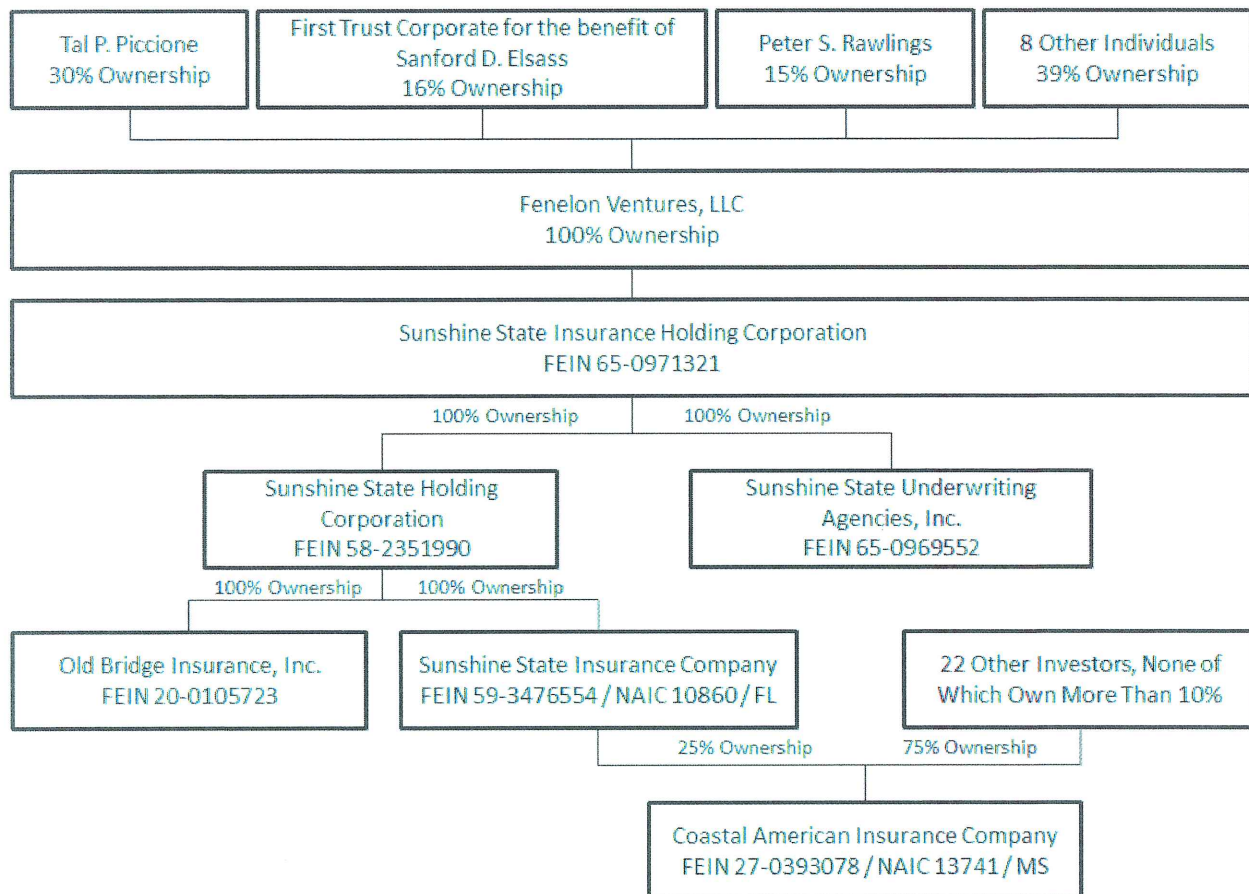 Tal P. Piccione
30% Ownership
First Trust Corporate for the benefit of
Sanford D. Elsass
16% Ownership
Peter S. Rawlings
15% Ownership
8 Other Individuals
39% Ownership
Fenelon Ventures, LLC
100% Ownership
Sunshine State Insurance Holding Corporation
FEIN 65-0971321
100% Ownership
100% Ownership
Sunshine State Holding
Corporation
FEIN 58-2351990
Sunshine State Underwriting
Agencies, Inc.
FEIN 65-0969552
100% Ownership
100% Ownership
Old Bridge Insurance, Inc.
FEIN 20-0105723
Sunshine State Insurance Company
FEIN 59-3476554 / NAIC 10860 / FL
22 Other Investors, None of
Which Own More Than 10%
25% Ownership
75% Ownership
Coastal American Insurance Company
FEIN 27-0393078 / NAIC 13741 / MS